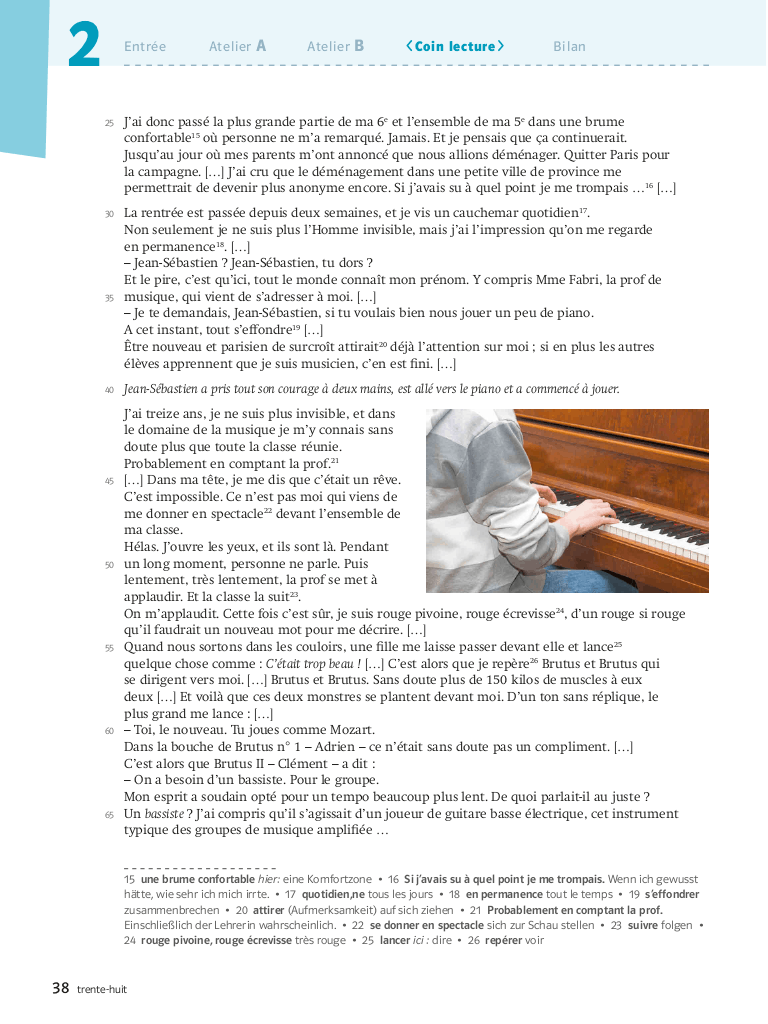 2 Entrée Atelier A Atelier B ‹Coin lecture› Bilan
25 J'ai donc passé la plus grande partie de ma 6e et l'ensemble de ma 5e dans une brume
confortable15 où personne ne m'a remarqué. Jamais. Et je pensais que ça continuerait.
Jusqu'au jour où mes parents m'ont annoncé que nous allions déménager. Quitter Paris pour
la campagne. […] J'ai cru que le déménagement dans une petite ville de province me
permettrait de devenir plus anonyme encore. Si j'avais su à quel point je me trompais …16 […]
30 La rentrée est passée depuis deux semaines, et je vis un cauchemar quotidien17.
Non seulement je ne suis plus l'Homme invisible, mais j'ai l'impression qu'on me regarde
en permanence18. […]
– Jean-Sébastien ? Jean-Sébastien, tu dors ?
Et le pire, c'est qu'ici, tout le monde connaît mon prénom. Y compris Mme Fabri, la prof de
35 musique, qui vient de s'adresser à moi. […]
– Je te demandais, Jean-Sébastien, si tu voulais bien nous jouer un peu de piano.
A cet instant, tout s'effondre19 […]
Être nouveau et parisien de surcroît attirait20 déjà l'attention sur moi ; si en plus les autres
élèves apprennent que je suis musicien, c'en est fini. […]
40 Jean-Sébastien a pris tout son courage à deux mains, est allé vers le piano et a commencé à jouer.
J'ai treize ans, je ne suis plus invisible, et dans
le domaine de la musique je m'y connais sans
doute plus que toute la classe réunie.
Probablement en comptant la prof.21
45 […] Dans ma tête, je me dis que c'était un rêve.
C'est impossible. Ce n'est pas moi qui viens de
me donner en spectacle22 devant l'ensemble de
ma classe.
Hélas. J'ouvre les yeux, et ils sont là. Pendant
50 un long moment, personne ne parle. Puis
lentement, très lentement, la prof se met à
applaudir. Et la classe la suit23.
On m'applaudit. Cette fois c'est sûr, je suis rouge pivoine, rouge écrevisse24, d'un rouge si rouge
qu'il faudrait un nouveau mot pour me décrire. […]
55 Quand nous sortons dans les couloirs, une fille me laisse passer devant elle et lance25
quelque chose comme : C'était trop beau ! […] C'est alors que je repère26 Brutus et Brutus qui
se dirigent vers moi. […] Brutus et Brutus. Sans doute plus de 150 kilos de muscles à eux
deux […] Et voilà que ces deux monstres se plantent devant moi. D'un ton sans réplique, le
plus grand me lance : […]
60 – Toi, le nouveau. Tu joues comme Mozart.
Dans la bouche de Brutus n° 1 – Adrien – ce n'était sans doute pas un compliment. […]
C'est alors que Brutus II – Clément – a dit :
– On a besoin d'un bassiste. Pour le groupe.
Mon esprit a soudain opté pour un tempo beaucoup plus lent. De quoi parlait-il au juste ?
65 Un bassiste ? J'ai compris qu'il s'agissait d'un joueur de guitare basse électrique, cet instrument
typique des groupes de musique amplifiée …
15 une brume confortable hier: eine Komfortzone • 16 Si j'avais su à quel point je me trompais. Wenn ich gewusst
hätte, wie sehr ich mich irrte. • 17 quotidien,ne tous les jours • 18 en permanence tout le temps • 19 s'effondrer
zusammenbrechen • 20 attirer (Aufmerksamkeit) auf sich ziehen • 21 Probablement en comptant la prof.
Einschließlich der Lehrerin wahrscheinlich. • 22 se donner en spectacle sich zur Schau stellen • 23 suivre folgen •
24 rouge pivoine, rouge écrevisse très rouge • 25 lancer ici : dire • 26 repérer voir
38 trente-huit